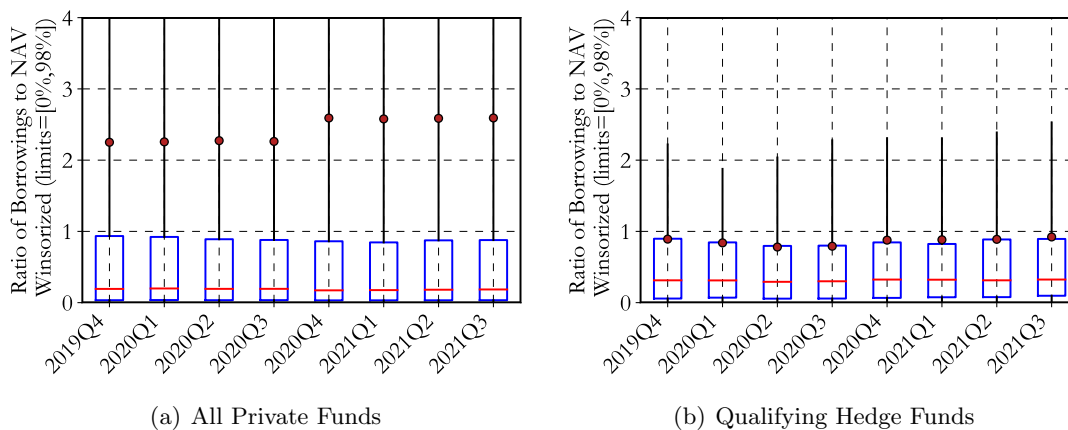 Ratio of Borrowings to NAV
Winsorized (limits=[0%,98%]
4
3
2
1
0
2019Q4
2020Q1
2020Q2
2020Q3
2020Q4
2021Q1
2021Q2
2021Q3
(a) All Private Funds
Ratio of Borrowings to NAV
Winsorized (limits=[0%,98%]
4
3
2
1
0
2019Q4
2020Q1
2020Q2
2020Q3
2020Q4
2021Q1
2021Q2
2021Q3
(b) Qualifying Hedge Funds